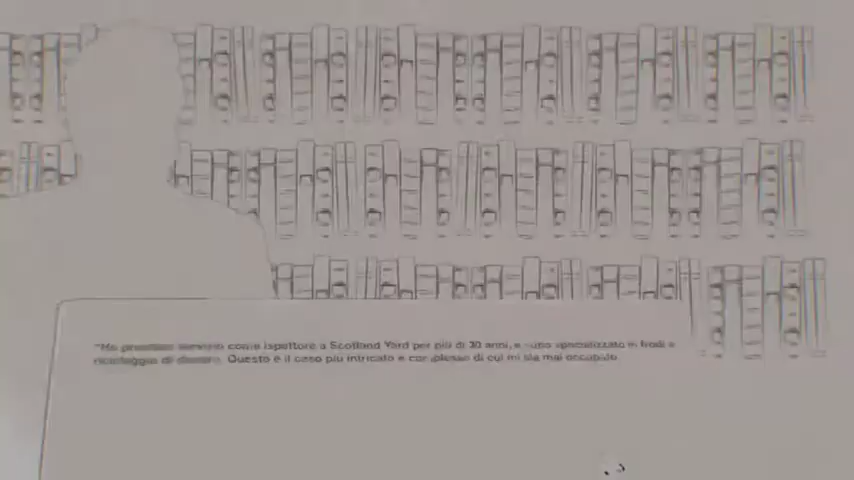 "Ho prestato servizio come ispettore a Scotland Yard per più di 30 anni, e sono specializzato in frodi e
riciclaggio di denaro. Questo è il caso più intricato e complesso di cui mi sia mai occupato.